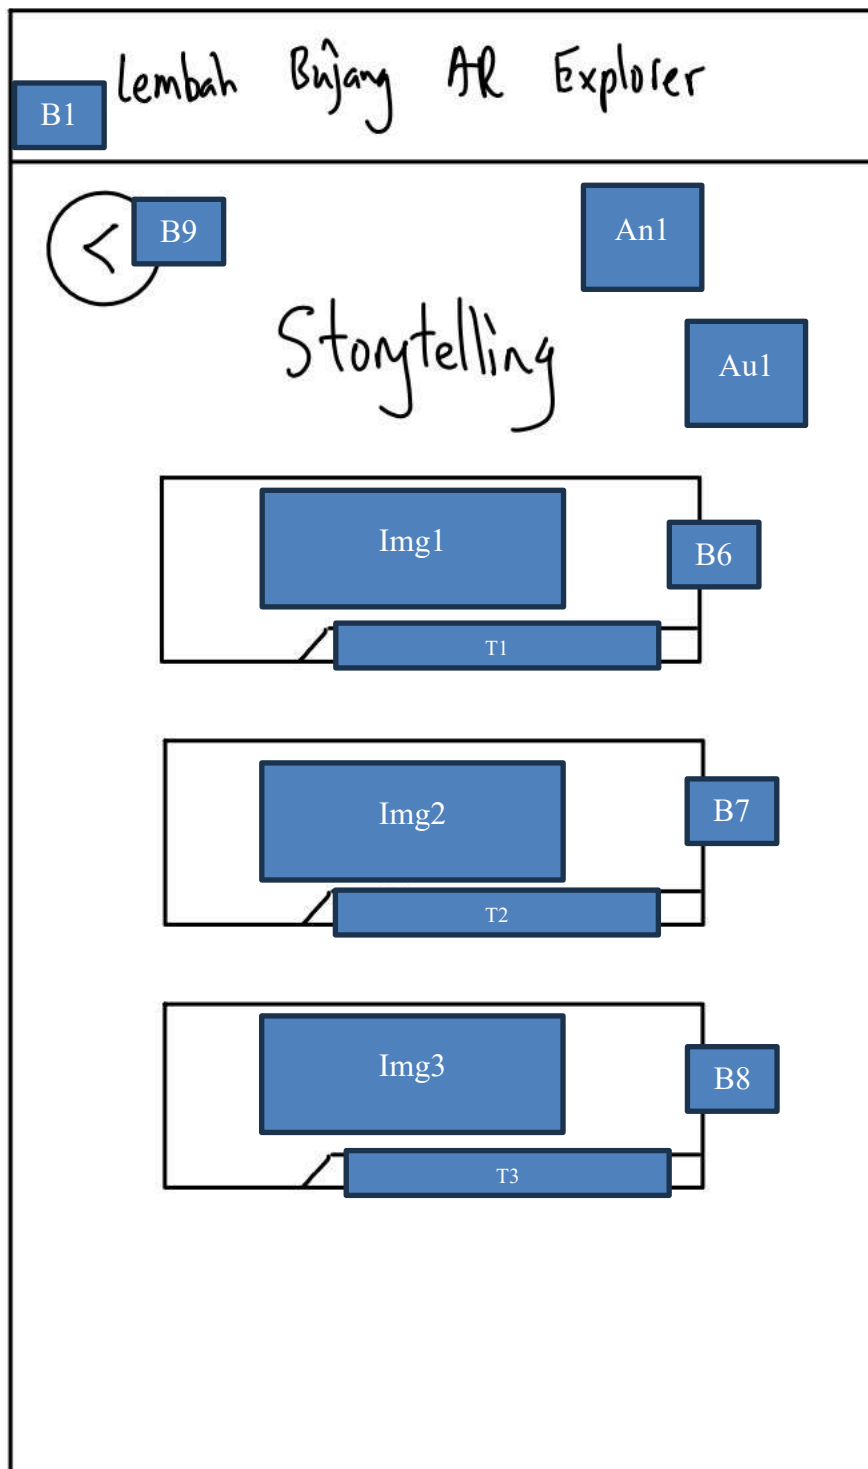 Lembah Bujang AR Explorer
B1
<
B9
An1
Storytelling
Au1
Img1
B6
T1
Img2
B7
T2
Img3
B8
T3